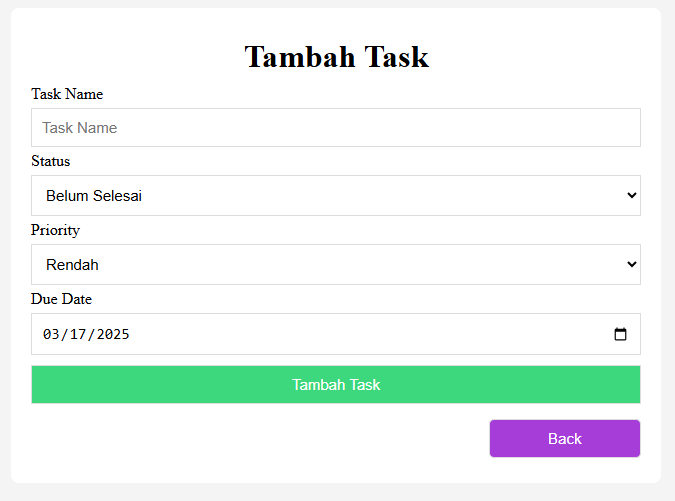 Tambah Task
Task Name
Task Name
Status
Belum Selesai
Priority
Rendah
Due Date
03/17/2025
Tambah Task
Back